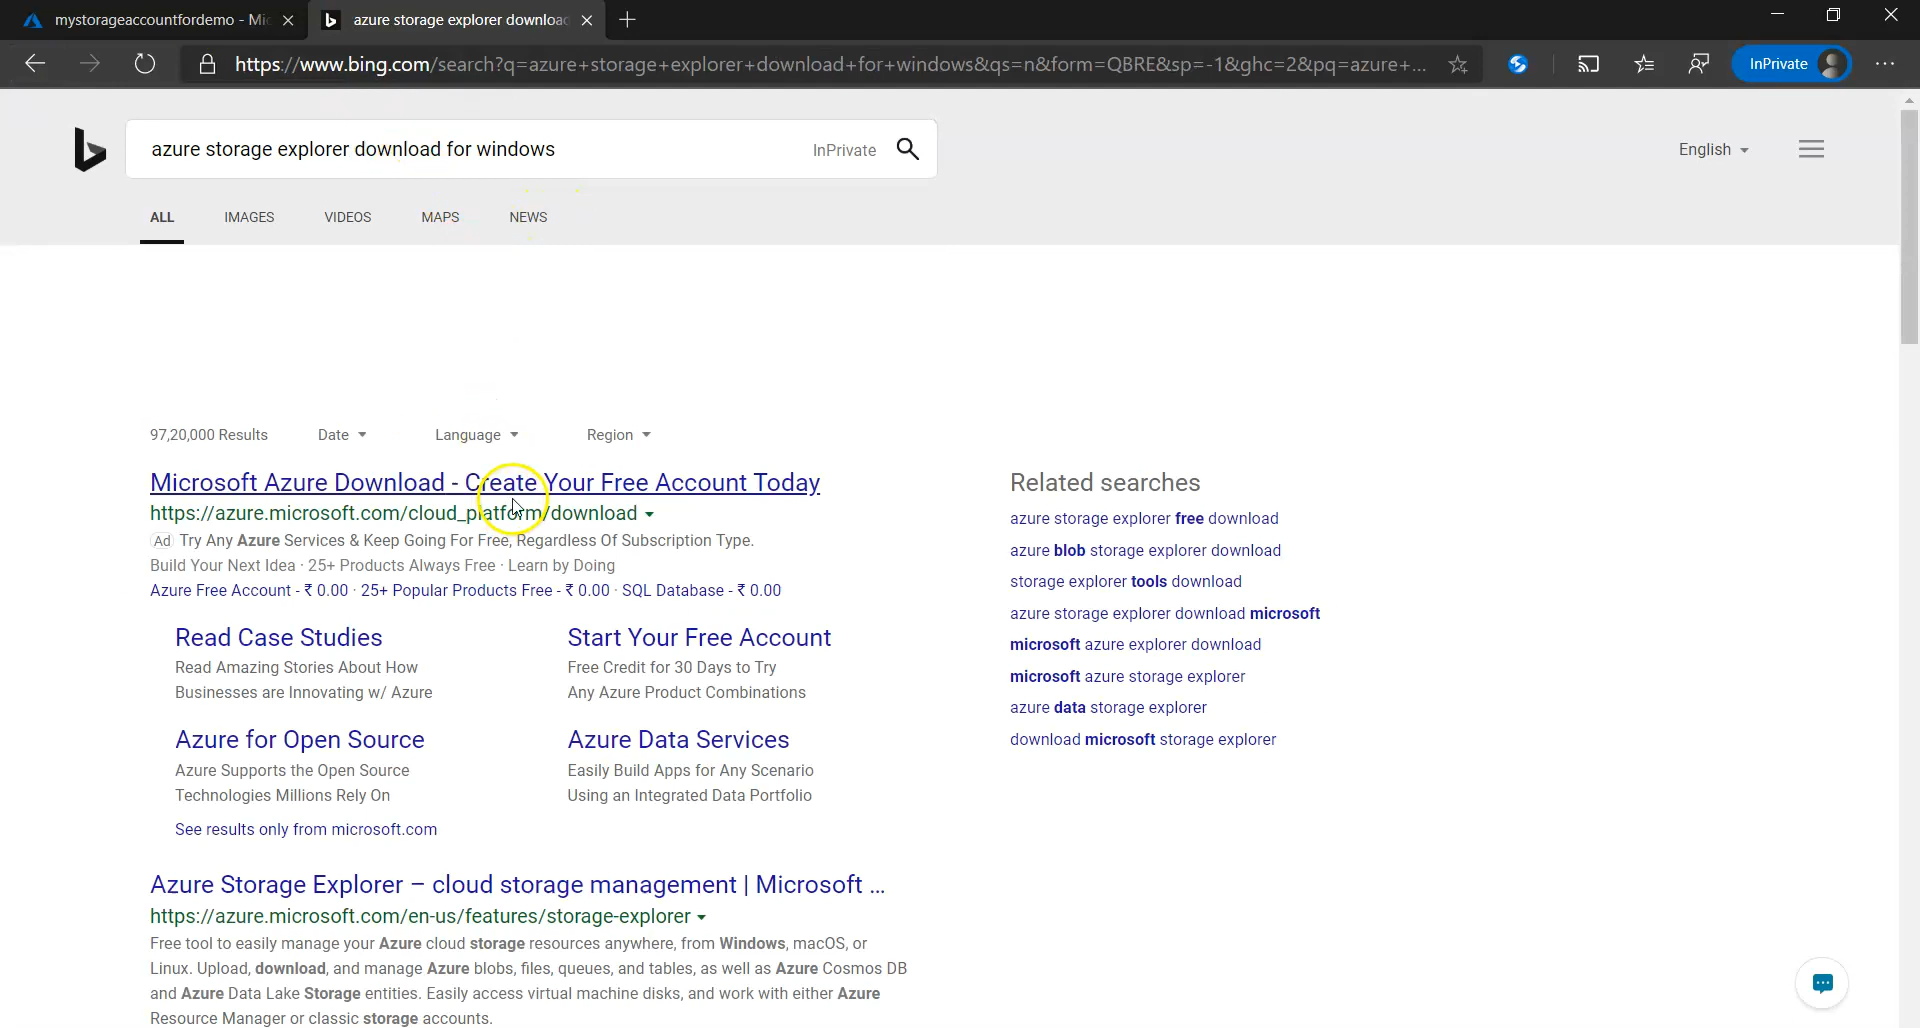 mystorageaccountfordemo - Mi
azure storage explorer downloa
https://www.bing.com/search?q=azure+storage+explorer+download+for+windows&qs=n&form=QBRE&sp=-1&ghc=2&pq=azure+...
InPrivate
azure storage explorer download for windows
InPrivate
English
ALL
IMAGES
VIDEOS
MAPS
NEWS
97,20,000 Results
Date
Language
Region
Microsoft Azure Download - Create Your Free Account Today
https://azure.microsoft.com/cloud_platform/download
Ad Try Any Azure Services & Keep Going For Free, Regardless Of Subscription Type.
Build Your Next Idea · 25+ Products Always Free · Learn by Doing
Azure Free Account - ₹ 0.00 · 25+ Popular Products Free - ₹ 0.00 · SQL Database - ₹ 0.00
Read Case Studies
Read Amazing Stories About How
Businesses are Innovating w/ Azure
Start Your Free Account
Free Credit for 30 Days to Try
Any Azure Product Combinations
Azure for Open Source
Azure Supports the Open Source
Technologies Millions Rely On
Azure Data Services
Easily Build Apps for Any Scenario
Using an Integrated Data Portfolio
See results only from microsoft.com
Azure Storage Explorer – cloud storage management | Microsoft ...
https://azure.microsoft.com/en-us/features/storage-explorer
Free tool to easily manage your Azure cloud storage resources anywhere, from Windows, macOS, or
Linux. Upload, download, and manage Azure blobs, files, queues, and tables, as well as Azure Cosmos DB
and Azure Data Lake Storage entities. Easily access virtual machine disks, and work with either Azure
Resource Manager or classic storage accounts.
Related searches
azure storage explorer free download
azure blob storage explorer download
storage explorer tools download
azure storage explorer download microsoft
microsoft azure explorer download
microsoft azure storage explorer
azure data storage explorer
download microsoft storage explorer